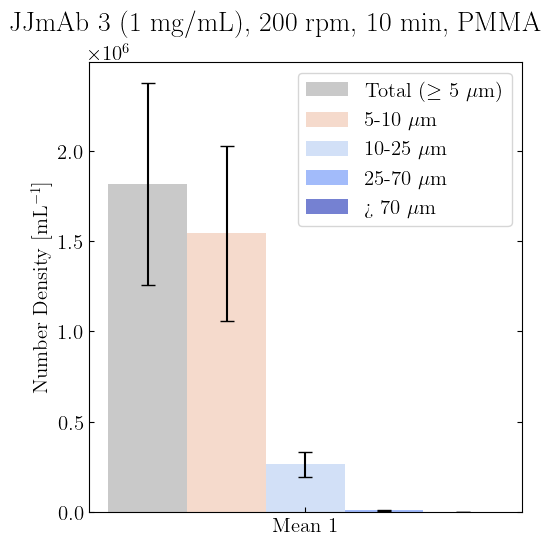 JJmAb 3 (1 mg/mL), 200 rpm, 10 min, PMMA
×10⁶
Total (≥ 5 μm)
5-10 μm
10-25 μm
25-70 μm
¿ 70 μm
Number Density [mL⁻¹]
2.0
1.5
1.0
0.5
0.0
Mean 1